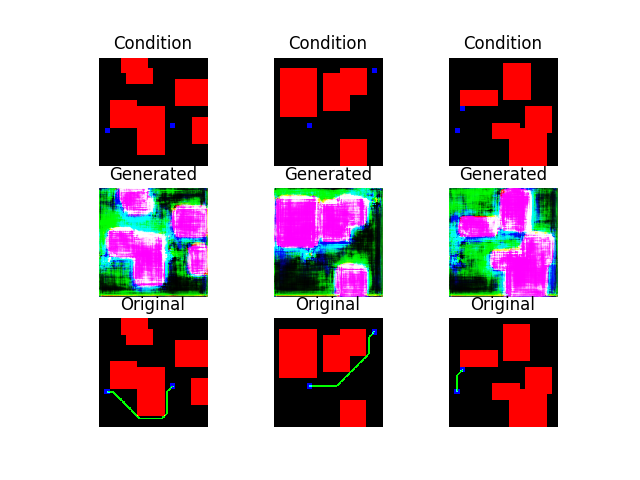 Condition
Condition
Condition
Generated
Generated
Generated
Original
Original
Original